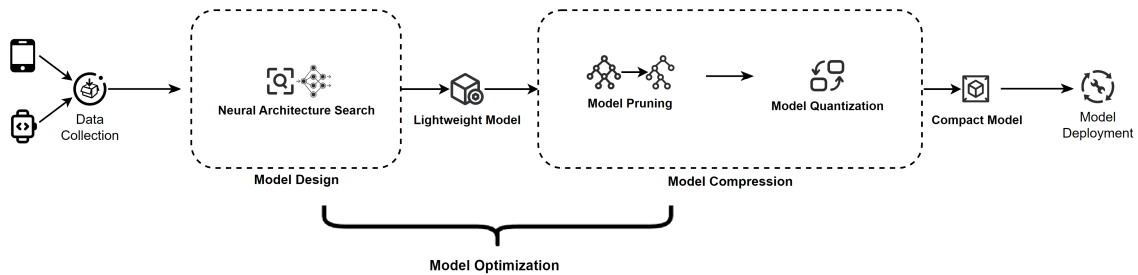 Data
Collection
Neural Architecture Search
Model Design
Lightweight Model
Model Pruning
Model Quantization
Model Compression
Compact Model
Model
Deployment
Model Optimization